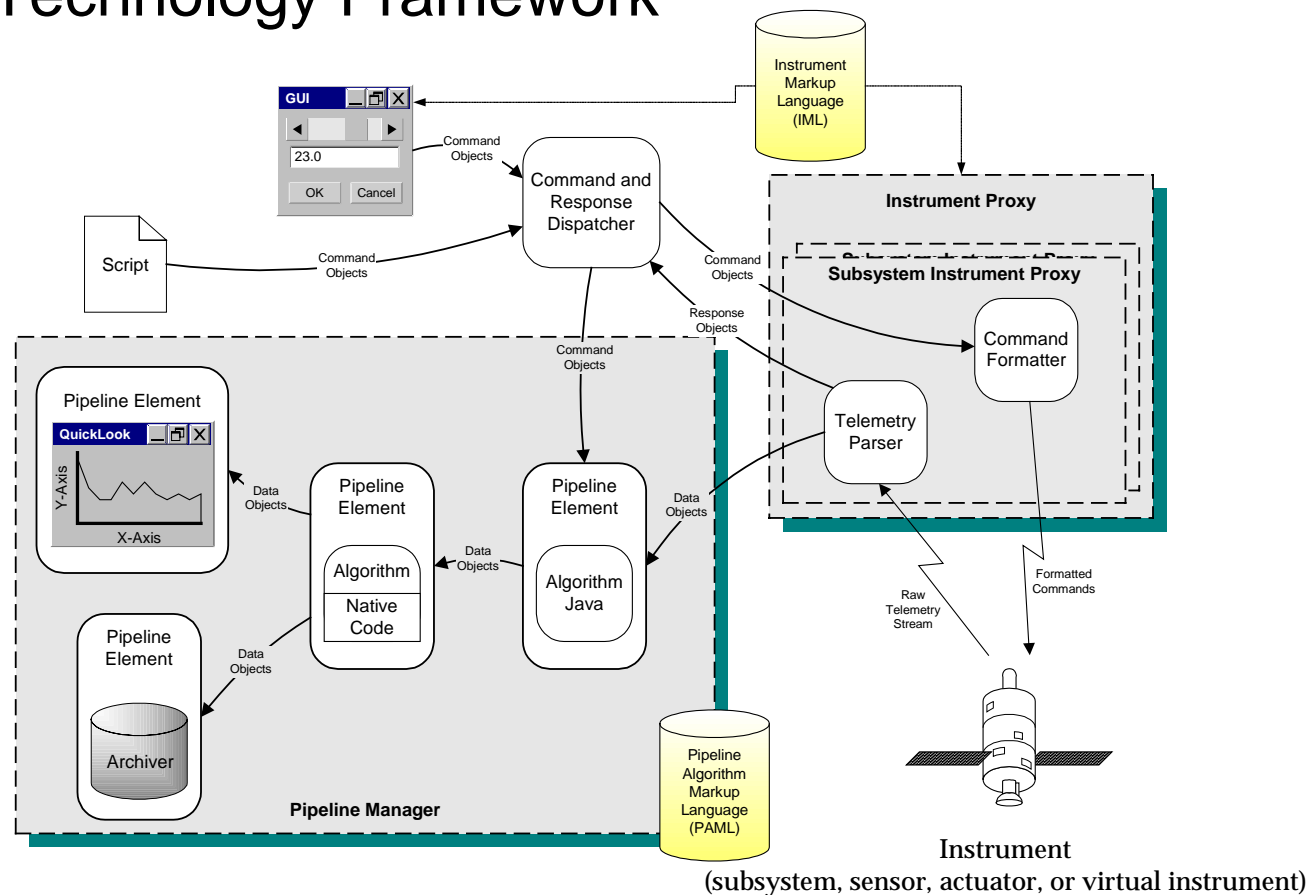 Technology Framework
Instrument
Markup
Language
(IML)
GUI
23.0
OK
Cancel
Command
Objects
Command and
Response
Dispatcher
Script
Command
Objects
Command
Objects
Response
Objects
Command
Objects
Instrument Proxy
Subsystem Instrument Proxy
Subsystem Instrument Proxy
Command
Formatter
Telemetry
Parser
Pipeline Element
QuickLook
Y-Axis
X-Axis
Data
Objects
Pipeline
Element
Algorithm
Native
Code
Data
Objects
Pipeline
Element
Algorithm
Java
Data
Objects
Data
Objects
Pipeline
Element
Archiver
Pipeline Manager
Pipeline
Algorithm
Markup
Language
(PAML)
Raw
Telemetry
Stream
Formatted
Commands
Instrument
(subsystem, sensor, actuator, or virtual instrument)